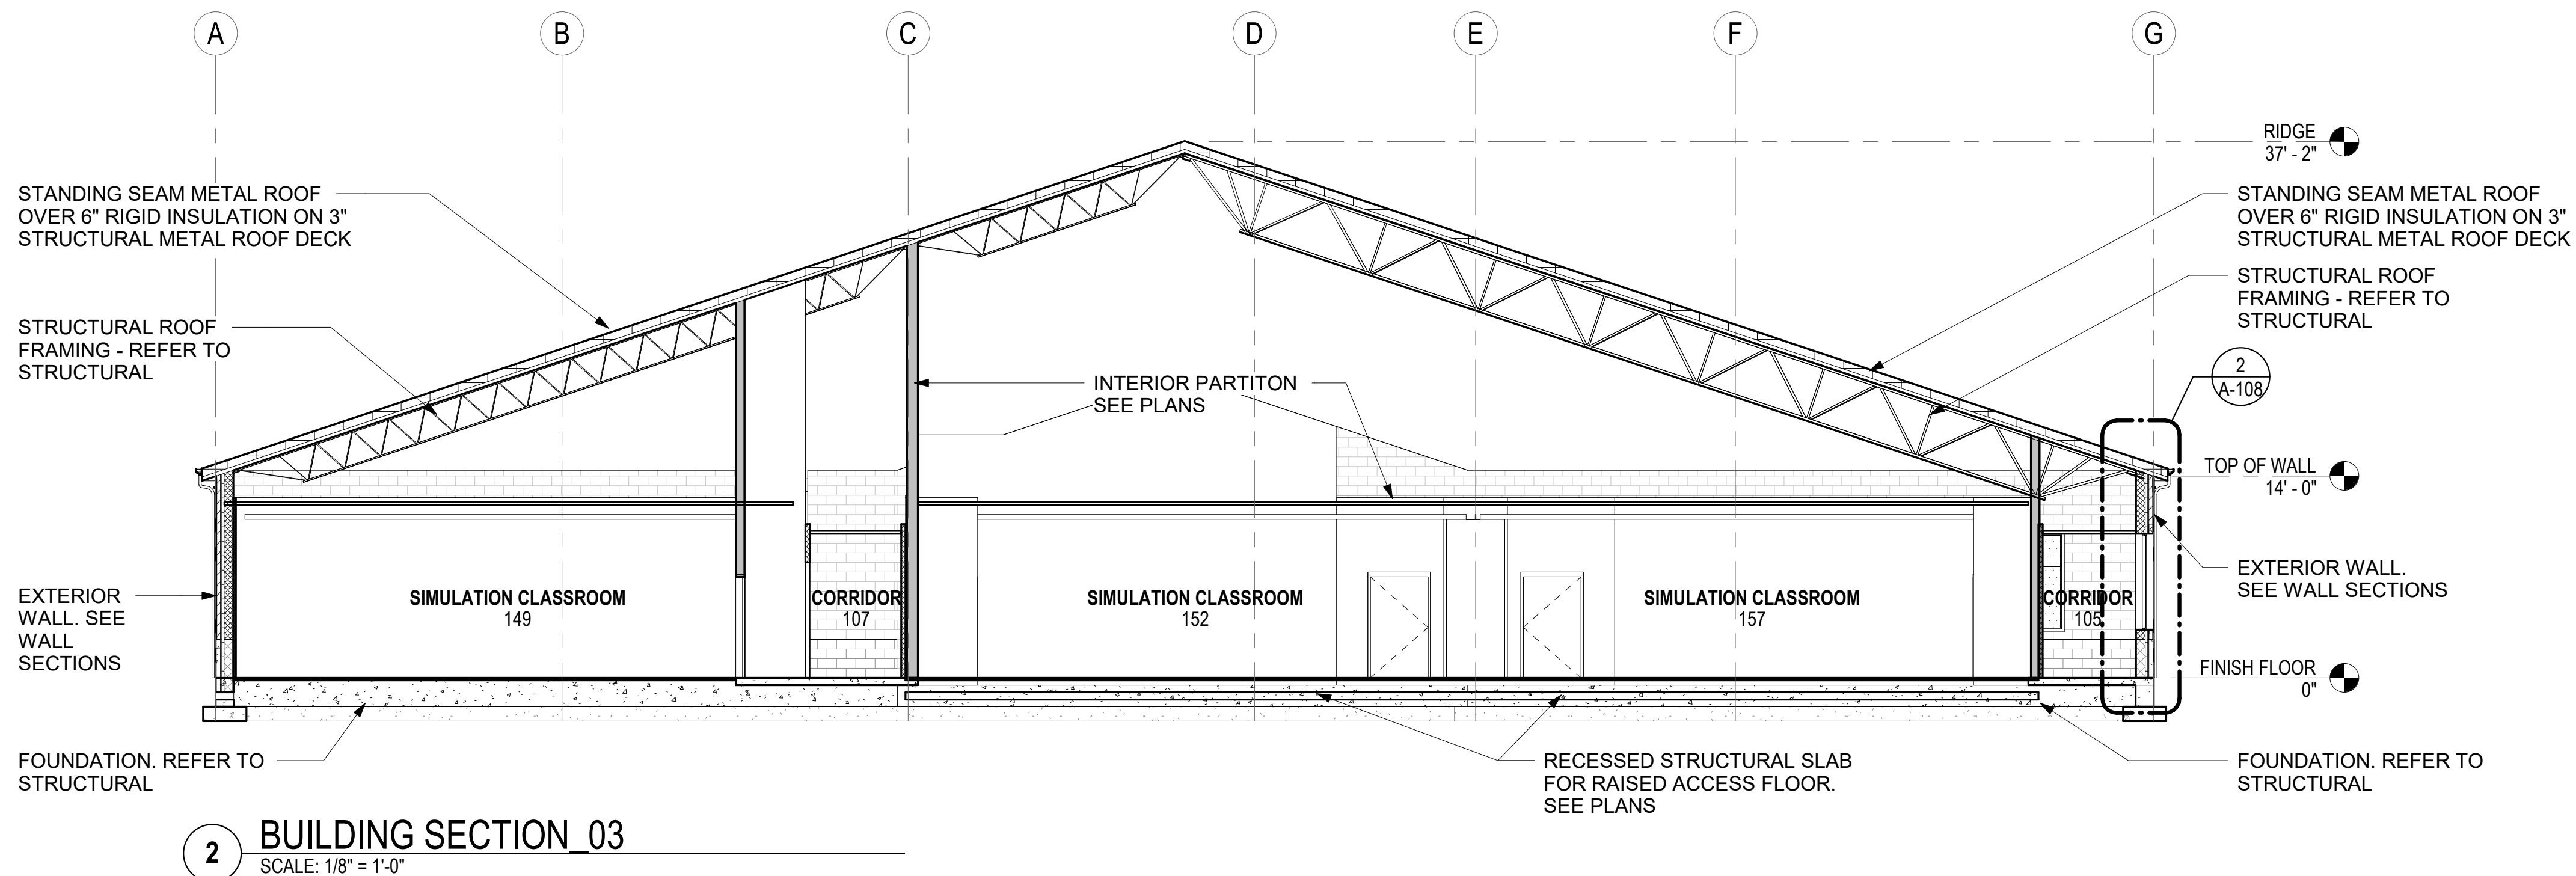 A
B
C
D
E
F
G
RIDGE
37' - 2"
STANDING SEAM METAL ROOF
OVER 6" RIGID INSULATION ON 3"
STRUCTURAL METAL ROOF DECK
STANDING SEAM METAL ROOF
OVER 6" RIGID INSULATION ON 3"
STRUCTURAL METAL ROOF DECK
STRUCTURAL ROOF
FRAMING - REFER TO
STRUCTURAL
STRUCTURAL ROOF
FRAMING - REFER TO
STRUCTURAL
2
A-108
INTERIOR PARTITON
SEE PLANS
TOP OF WALL
14' - 0"
EXTERIOR
WALL. SEE
WALL
SECTIONS
SIMULATION CLASSROOM
149
CORRIDOR
107
SIMULATION CLASSROOM
152
SIMULATION CLASSROOM
157
CORRIDOR
105
EXTERIOR WALL.
SEE WALL SECTIONS
FINISH FLOOR
0"
FOUNDATION. REFER TO
STRUCTURAL
RECESSED STRUCTURAL SLAB
FOR RAISED ACCESS FLOOR.
SEE PLANS
FOUNDATION. REFER TO
STRUCTURAL
2
BUILDING SECTION_03
SCALE: 1/8" = 1'-0"